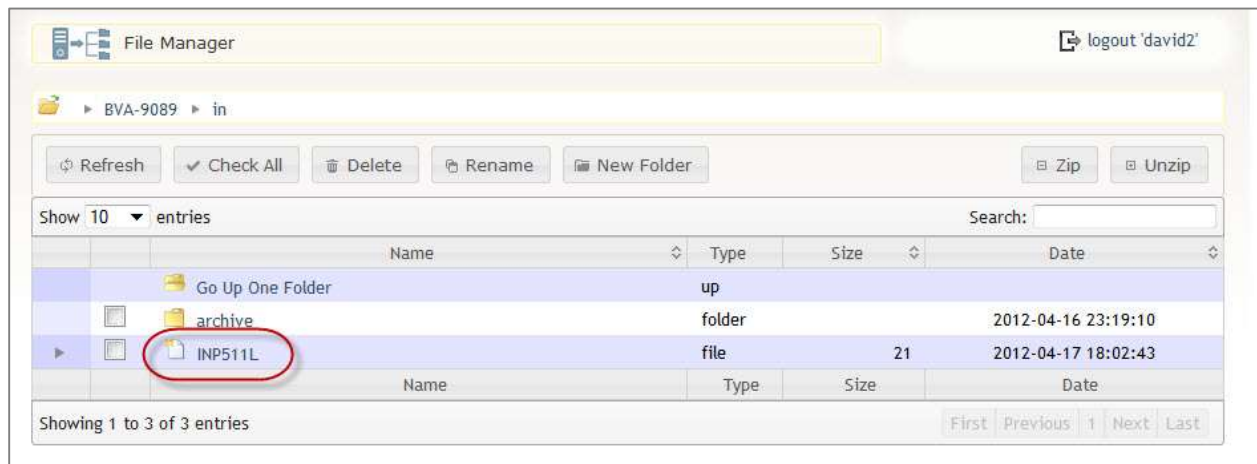 File Manager
logout 'david2'
BVA-9089 in
Refresh Check All Delete Rename New Folder Zip Unzip
Show 10 entries Search:
Name Type Size Date
Go Up One Folder up
archive folder 2012-04-16 23:19:10
INP511L file 21 2012-04-17 18:02:43
Name Type Size Date
Showing 1 to 3 of 3 entries First Previous 1 Next Last